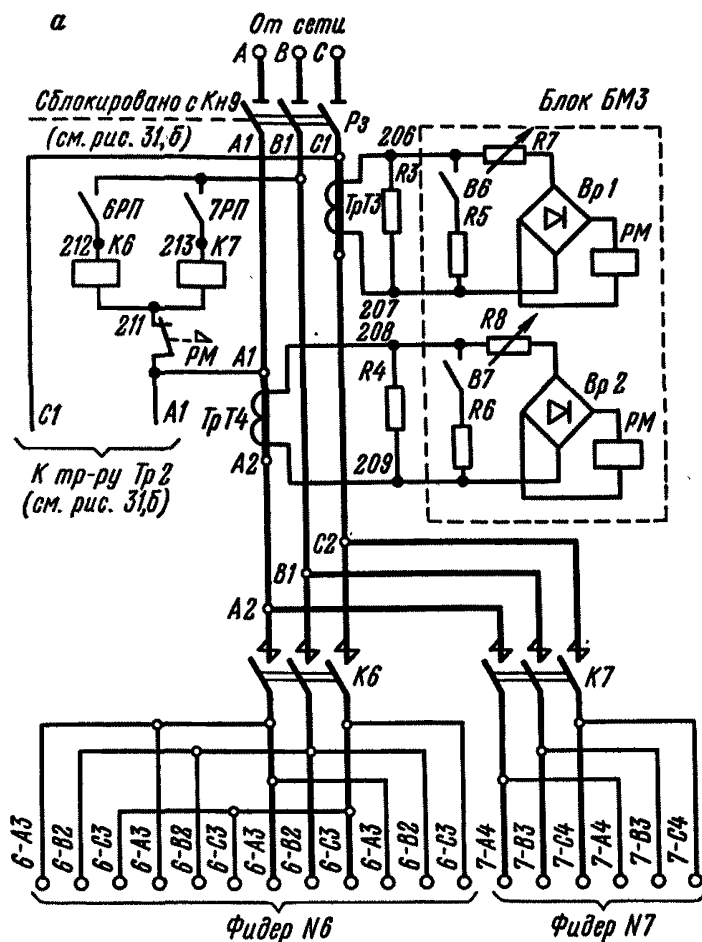 а
От сети
А В С
Сблокировано с Кн9
(см. рис. 31,б)
Рз
Блок БМЗ
А1
В1
С1
206
R3
ТрТ3
В6
R5
R7
Вр1
РМ
6РП
7РП
212
К6
213
К7
207
211
РМ
А1
208
R4
ТрТ4
В7
R6
R8
Вр2
РМ
С1
А1
А2
209
К тр-ру Тр2
(см. рис. 31,б)
С2
В1
А2
К6
К7
6-А3
6-В2
6-С3
6-А3
6-В2
6-С3
6-А3
6-В2
6-С3
6-А3
6-В2
6-С3
7-А4
7-В3
7-С4
7-А4
7-В3
7-С4
Фидер N6
Фидер N7